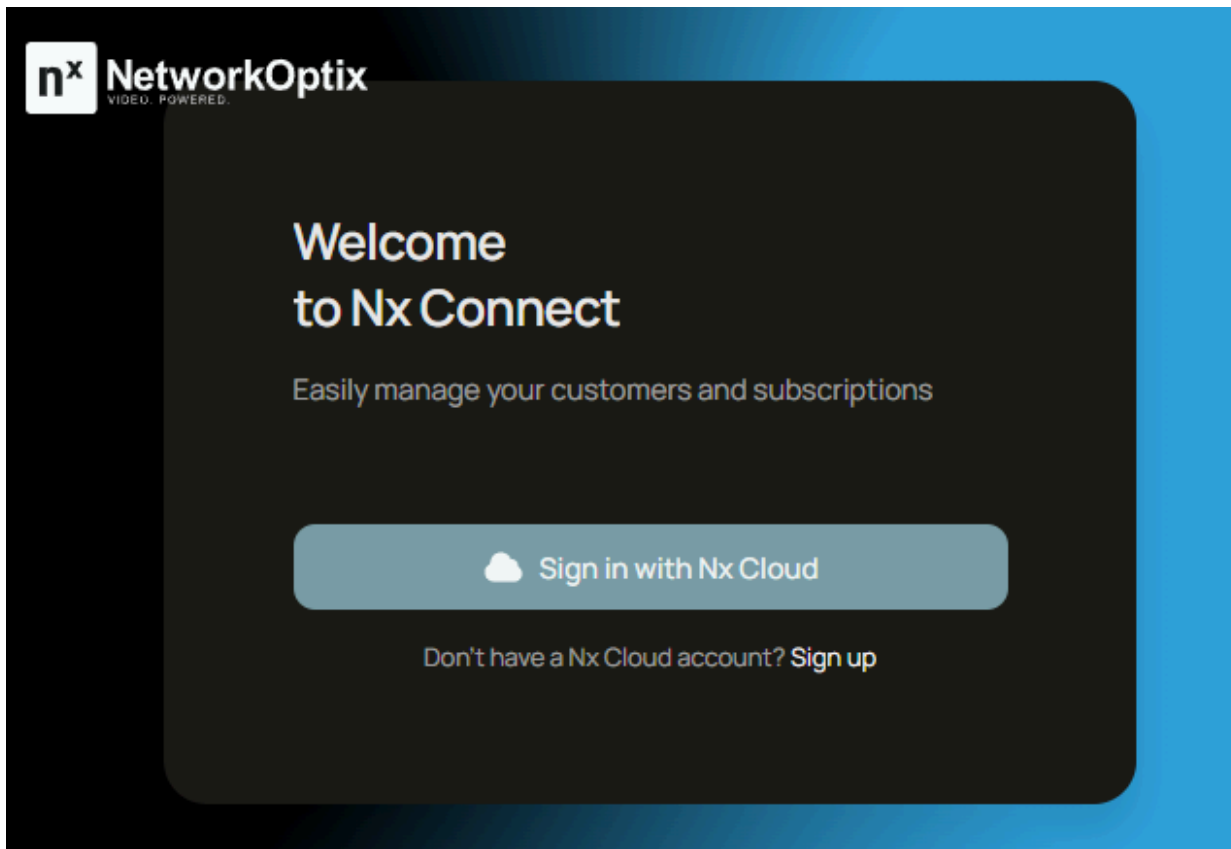 nx NetworkOptix
VIDEO. POWERED.
Welcome
to Nx Connect
Easily manage your customers and subscriptions
Sign in with Nx Cloud
Don't have a Nx Cloud account? Sign up